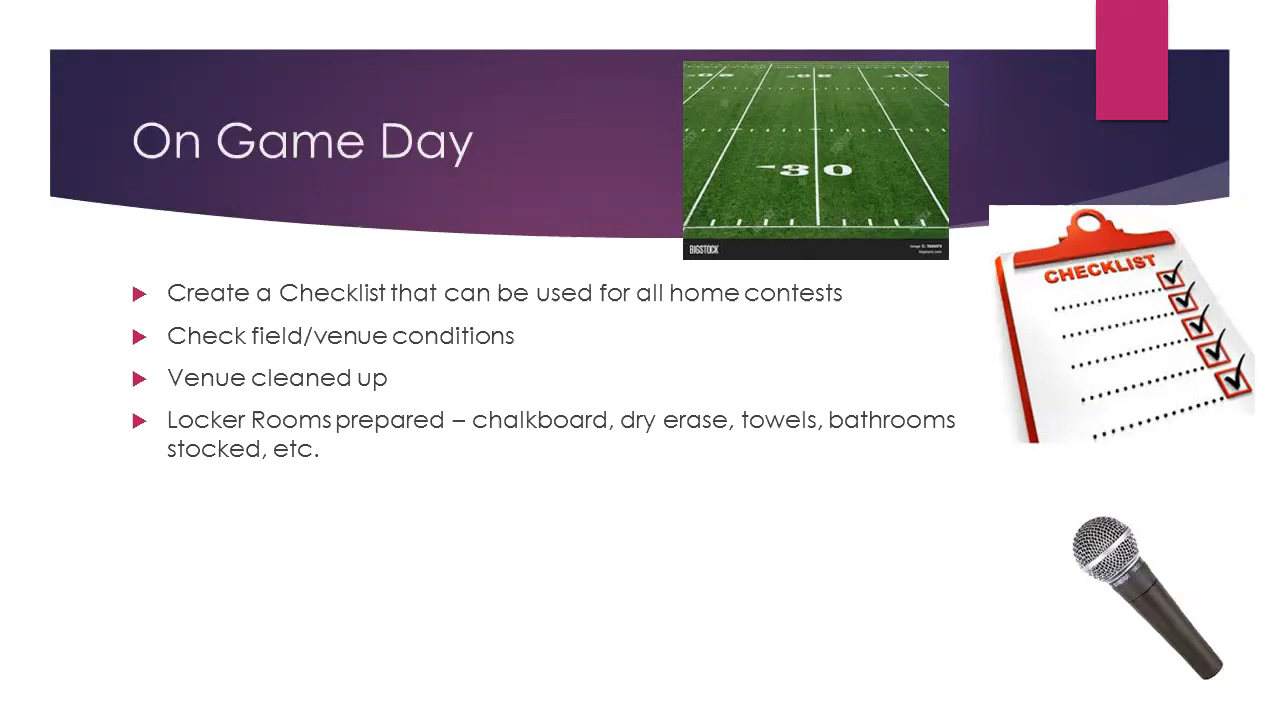 On Game Day
30
BIGSTOCK
CHECKLIST
Create a Checklist that can be used for all home contests
Check field/venue conditions
Venue cleaned up
Locker Rooms prepared – chalkboard, dry erase, towels, bathrooms
stocked, etc.